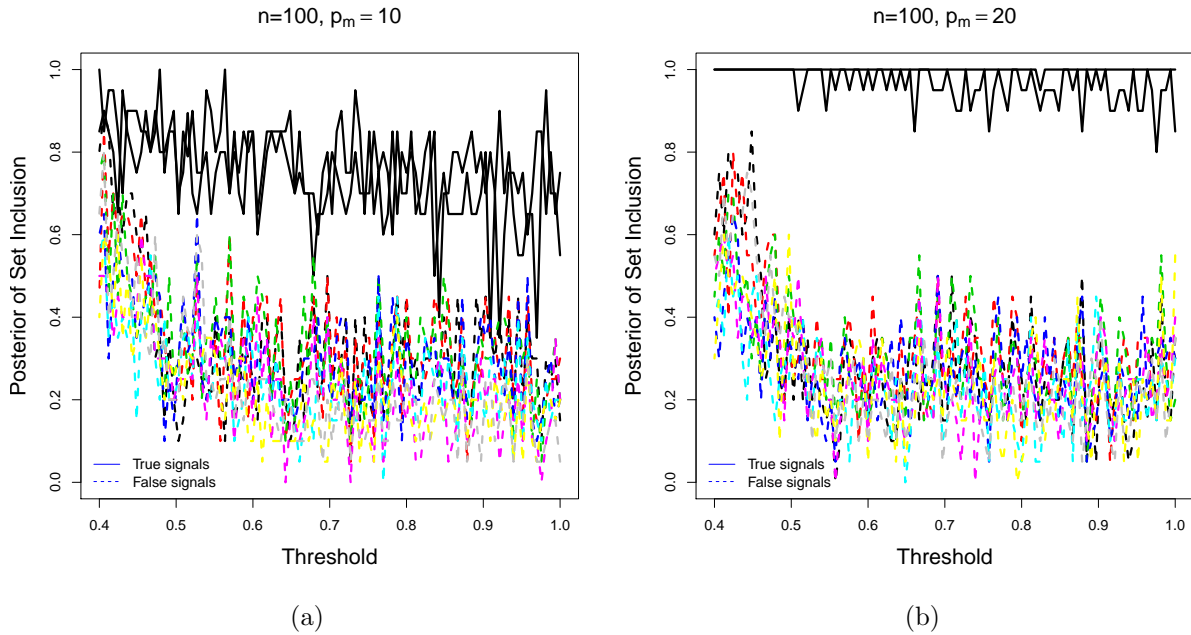 n=100, pm = 10
Posterior of Set Inclusion
1.0
0.8
0.6
0.4
0.2
0.0
True signals
False signals
0.4 0.5 0.6 0.7 0.8 0.9 1.0
Threshold
(a)
n=100, pm = 20
Posterior of Set Inclusion
1.0
0.8
0.6
0.4
0.2
0.0
True signals
False signals
0.4 0.5 0.6 0.7 0.8 0.9 1.0
Threshold
(b)